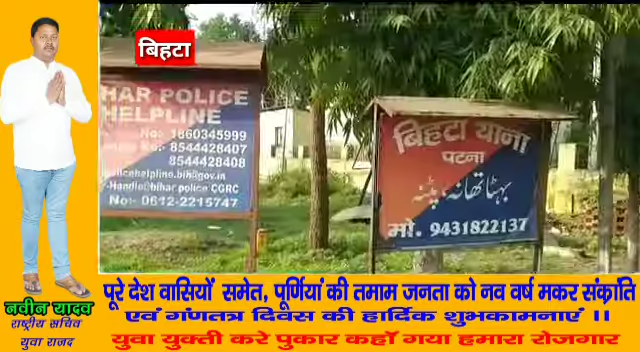 बिहटा
HAR POLICE
HELPLINE
No:- 1860345999
8544428407
8544428408
policehelpline.bih@gov.in
-Handle@bihar police CGRC
No:- 0612-2215747
बिहटा थाना
पटना
بہٹا تھانہ، پٹنہ
मो. 9431822137
नवीन यादव
राष्ट्रीय सचिव
युवा राजद
पूरे देश वासियों समेत, पूर्णियां की तमाम जनता को नव वर्ष मकर संक्रांति
एवं गंणतत्र दिवस की हार्दिक शुभकामनाएं ।।
युवा युक्ती करे पुकार कहाँ गया हमारा रोजगार